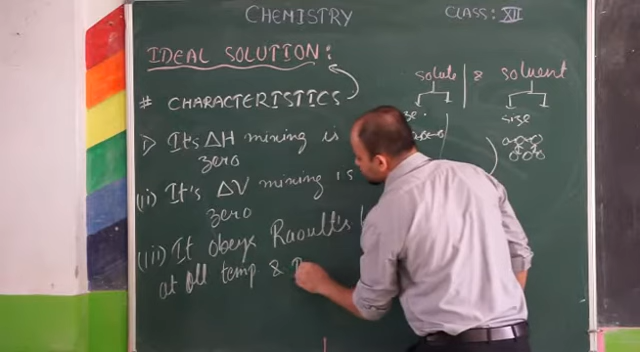 CHEMISTRY
CLASS: XII
IDEAL SOLUTION:
solute & solvent
# CHARACTERISTICS
size
i) It's ΔH mixing is
zero
(ii) It's ΔV mixing is
zero
(iii) It obeys Raoult's
at all temp &